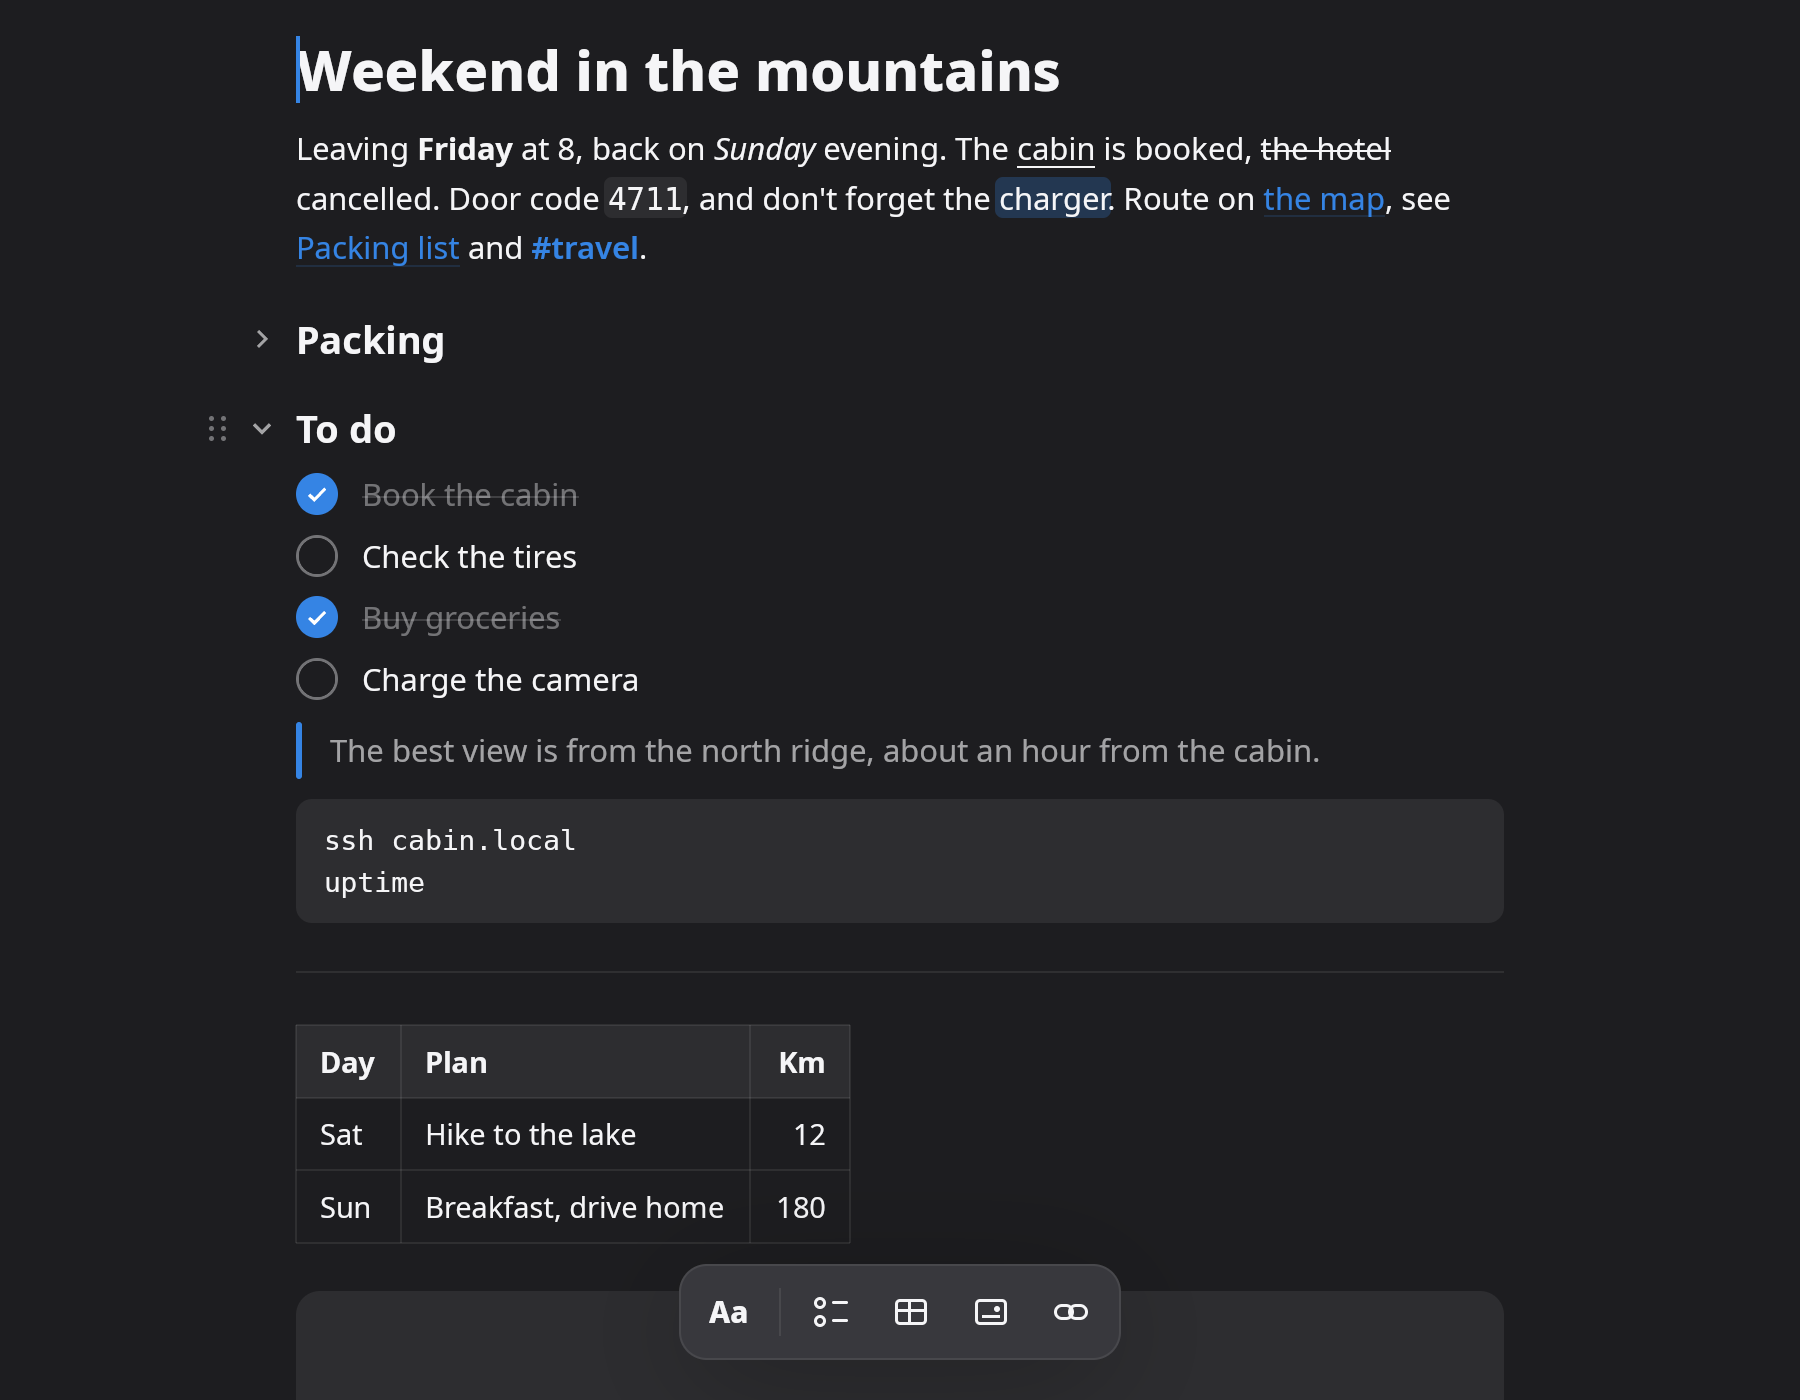 Weekend in the mountains
Leaving Friday at 8, back on Sunday evening. The cabin is booked, the hotel
cancelled. Door code 4711, and don't forget the charger. Route on the map, see
Packing list and #travel.
Packing
To do
Book the cabin
Check the tires
Buy groceries
Charge the camera
The best view is from the north ridge, about an hour from the cabin.
ssh cabin.local
uptime
Day Plan Km
Sat Hike to the lake 12
Sun Breakfast, drive home 180
Aa